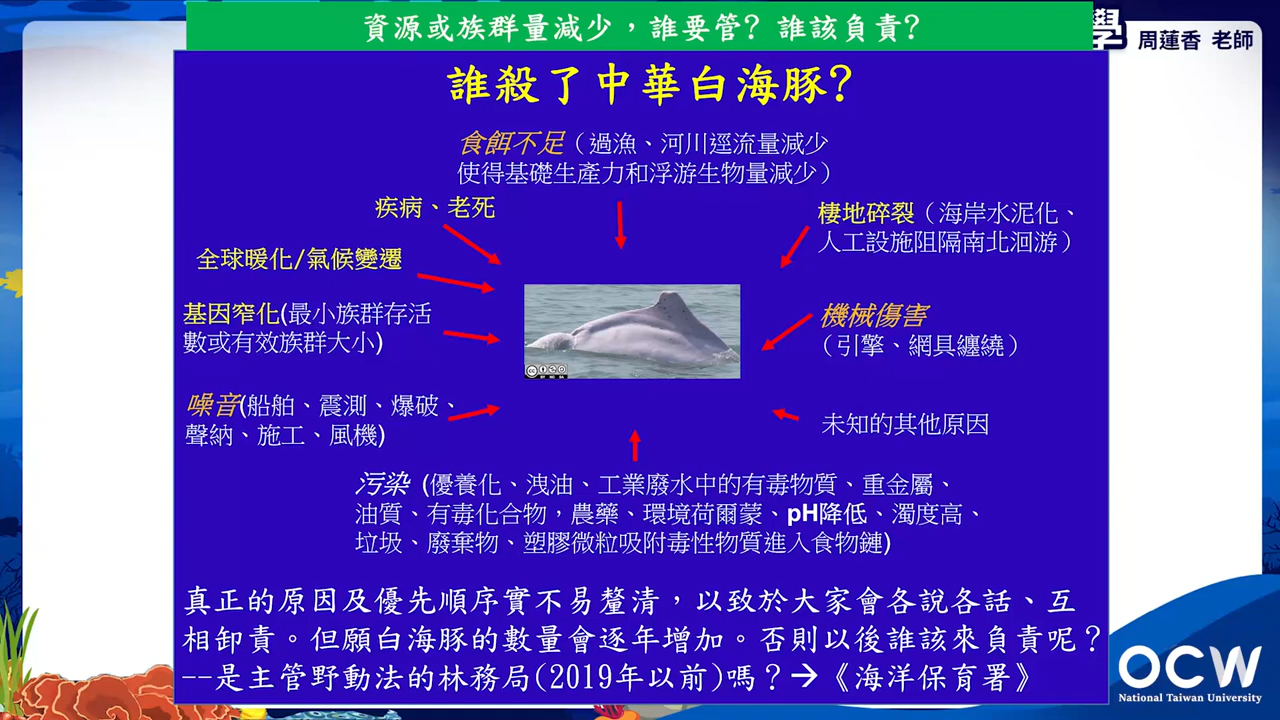 資源或族群量減少，誰要管? 誰該負責?
學
周蓮香 老師
誰殺了中華白海豚?
食餌不足（過漁、河川逕流量減少
使得基礎生產力和浮游生物量減少）
疾病、老死
棲地碎裂（海岸水泥化、
人工設施阻隔南北洄游）
全球暖化/氣候變遷
基因窄化(最小族群存活
數或有效族群大小)
機械傷害
（引擎、網具纏繞）
噪音(船舶、震測、爆破、
聲納、施工、風機)
未知的其他原因
污染 (優養化、洩油、工業廢水中的有毒物質、重金屬、
油質、有毒化合物，農藥、環境荷爾蒙、pH降低、濁度高、
垃圾、廢棄物、塑膠微粒吸附毒性物質進入食物鏈)
真正的原因及優先順序實不易釐清，以致於大家會各說各話、互
相卸責。但願白海豚的數量會逐年增加。否則以後誰該來負責呢？
--是主管野動法的林務局(2019年以前)嗎？→《海洋保育署》
OCW
National Taiwan University